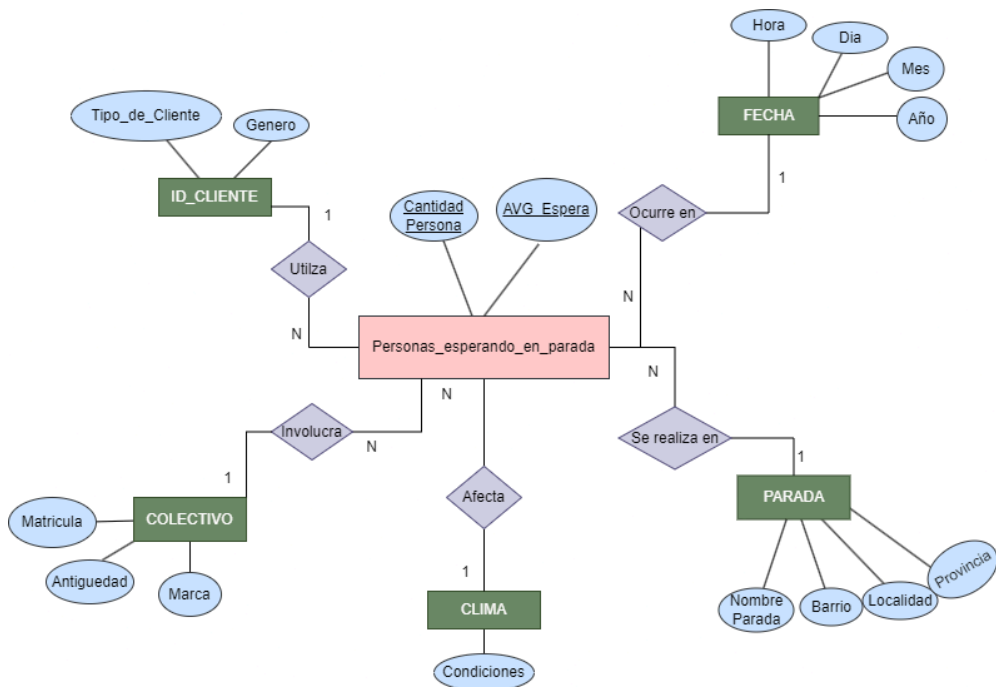 Hora
Dia
Mes
Año
FECHA
Tipo_de_Cliente
Genero
ID_CLIENTE
1
1
Cantidad
Persona
AVG_Espera
Ocurre en
Utilza
N
N
Personas_esperando_en_parada
N
N
Involucra
N
Se realiza en
1
1
Afecta
Matricula
COLECTIVO
PARADA
Antiguedad
Marca
1
CLIMA
Nombre
Parada
Barrio
Localidad
Provincia
Condiciones